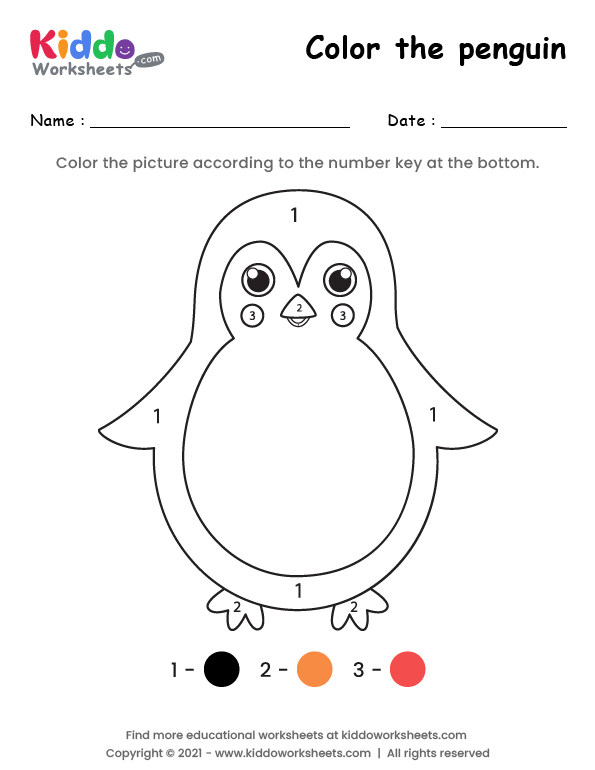 Kiddo
Worksheets.com
Color the penguin
Name :
Date :
Color the picture according to the number key at the bottom.
1
2
3
3
1
1
1
2
2
1 -
2 -
3 -
Find more educational worksheets at kiddoworksheets.com
Copyright © 2021 - www.kiddoworksheets.com | All rights reserved